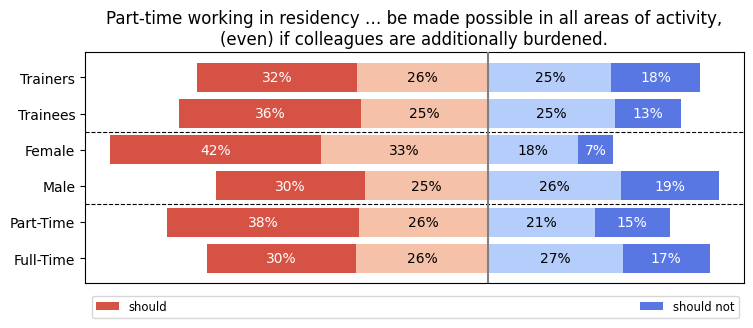 Part-time working in residency ... be made possible in all areas of activity,
(even) if colleagues are additionally burdened.
Trainers 32% 26% 25% 18%
Trainees 36% 25% 25% 13%
Female 42% 33% 18% 7%
Male 30% 25% 26% 19%
Part-Time 38% 26% 21% 15%
Full-Time 30% 26% 27% 17%
should should not